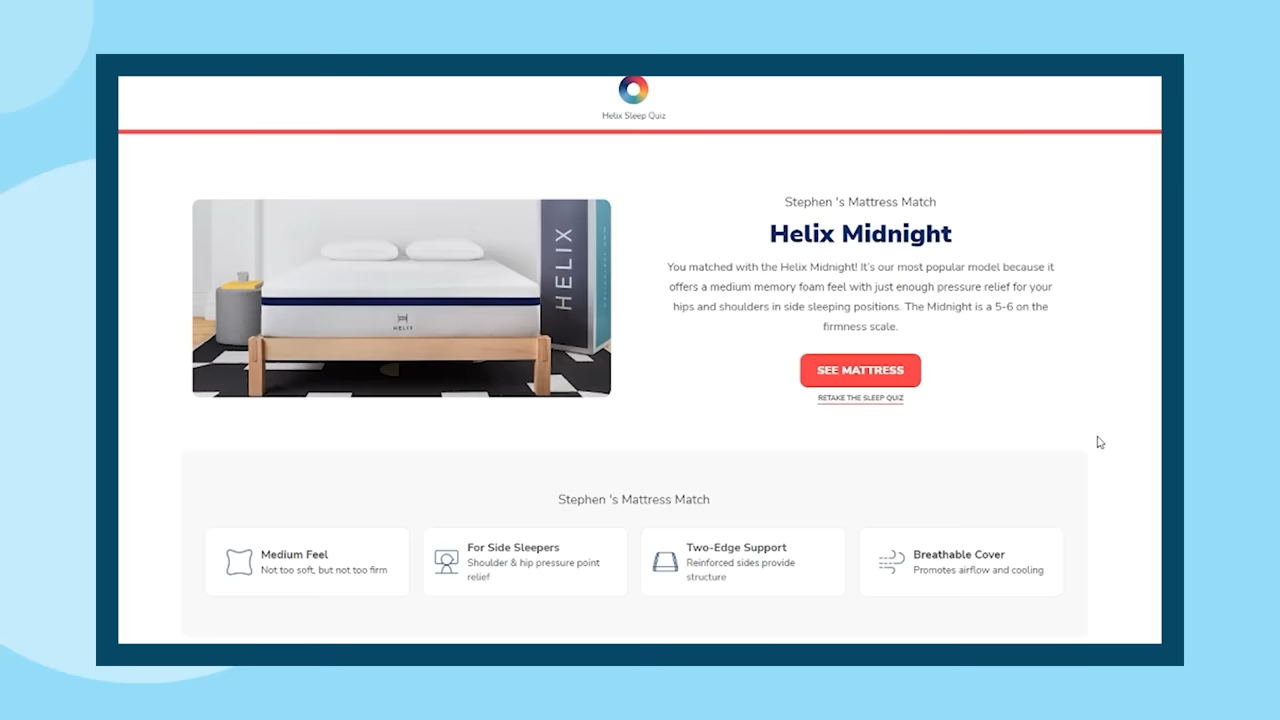 Helix Sleep Quiz
HELIX
HELIX
Stephen 's Mattress Match
Helix Midnight
You matched with the Helix Midnight! It's our most popular model because it
offers a medium memory foam feel with just enough pressure relief for your
hips and shoulders in side sleeping positions. The Midnight is a 5-6 on the
firmness scale.
SEE MATTRESS
RETAKE THE SLEEP QUIZ
Stephen 's Mattress Match
Medium Feel
Not too soft, but not too firm
For Side Sleepers
Shoulder & hip pressure point
relief
Two-Edge Support
Reinforced sides provide
structure
Breathable Cover
Promotes airflow and cooling